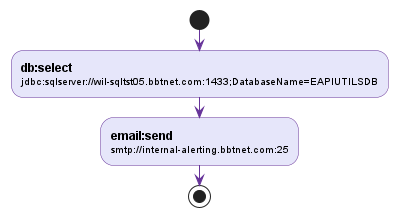 db:select
jdbc:sqlserver://wil-sqltst05.bbtnet.com:1433;DatabaseName=EAPIUTILSDB
email:send
smtp://internal-alerting.bbtnet.com:25